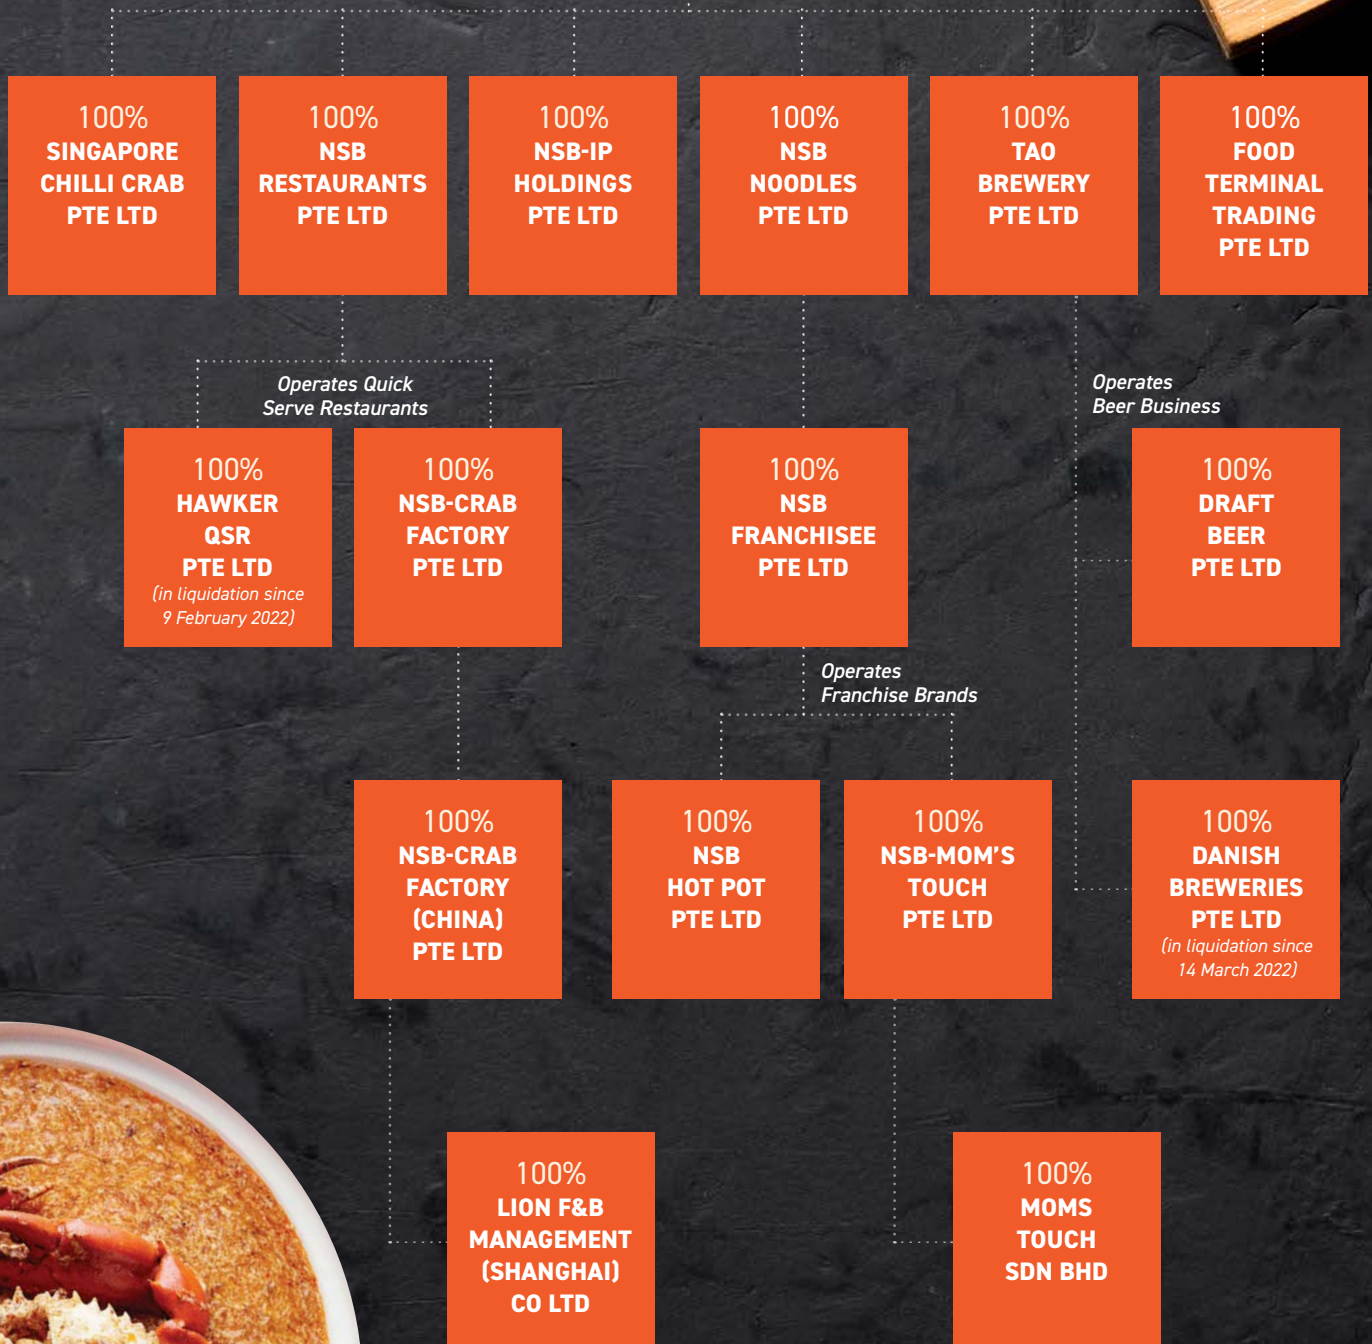 100%
SINGAPORE
CHILLI CRAB
PTE LTD
100%
NSB
RESTAURANTS
PTE LTD
100%
NSB-IP
HOLDINGS
PTE LTD
100%
NSB
NOODLES
PTE LTD
100%
TAO
BREWERY
PTE LTD
100%
FOOD
TERMINAL
TRADING
PTE LTD
Operates Quick
Serve Restaurants
Operates
Beer Business
100%
HAWKER
QSR
PTE LTD
(in liquidation since
9 February 2022)
100%
NSB-CRAB
FACTORY
PTE LTD
100%
NSB
FRANCHISEE
PTE LTD
100%
DRAFT
BEER
PTE LTD
Operates
Franchise Brands
100%
NSB-CRAB
FACTORY
(CHINA)
PTE LTD
100%
NSB
HOT POT
PTE LTD
100%
NSB-MOM'S
TOUCH
PTE LTD
100%
DANISH
BREWERIES
PTE LTD
(in liquidation since
14 March 2022)
100%
LION F&B
MANAGEMENT
(SHANGHAI)
CO LTD
100%
MOMS
TOUCH
SDN BHD